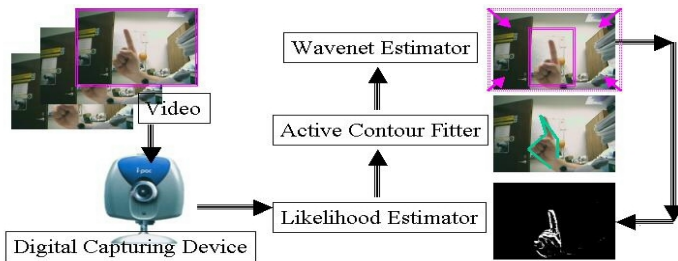 Wavenet Estimator
Video
Active Contour Fitter
Likelihood Estimator
Digital Capturing Device